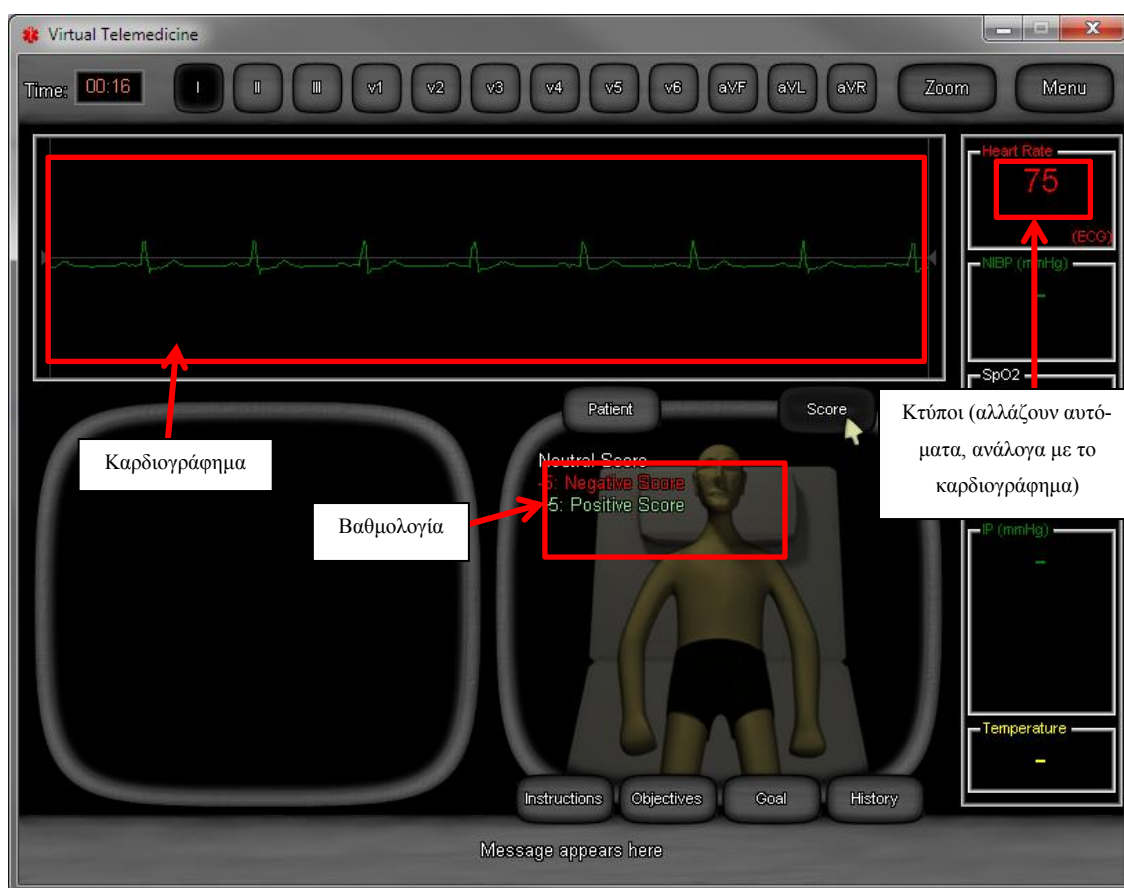 Virtual Telemedicine
Time: 00:16 I II III v1 v2 v3 v4 v5 v6 aVF aVL aVR Zoom Menu
Heart Rate
75
(ECG)
NIBP (mmHg)
-
SpO2
Κτύποι (αλλάζουν αυτό-
ματα, ανάλογα με το
καρδιογράφημα)
Καρδιογράφημα
Patient Score
Neutral Score
-5: Negative Score
5: Positive Score
Βαθμολογία
IP (mmHg)
-
Temperature
-
Instructions Objectives Goal History
Message appears here